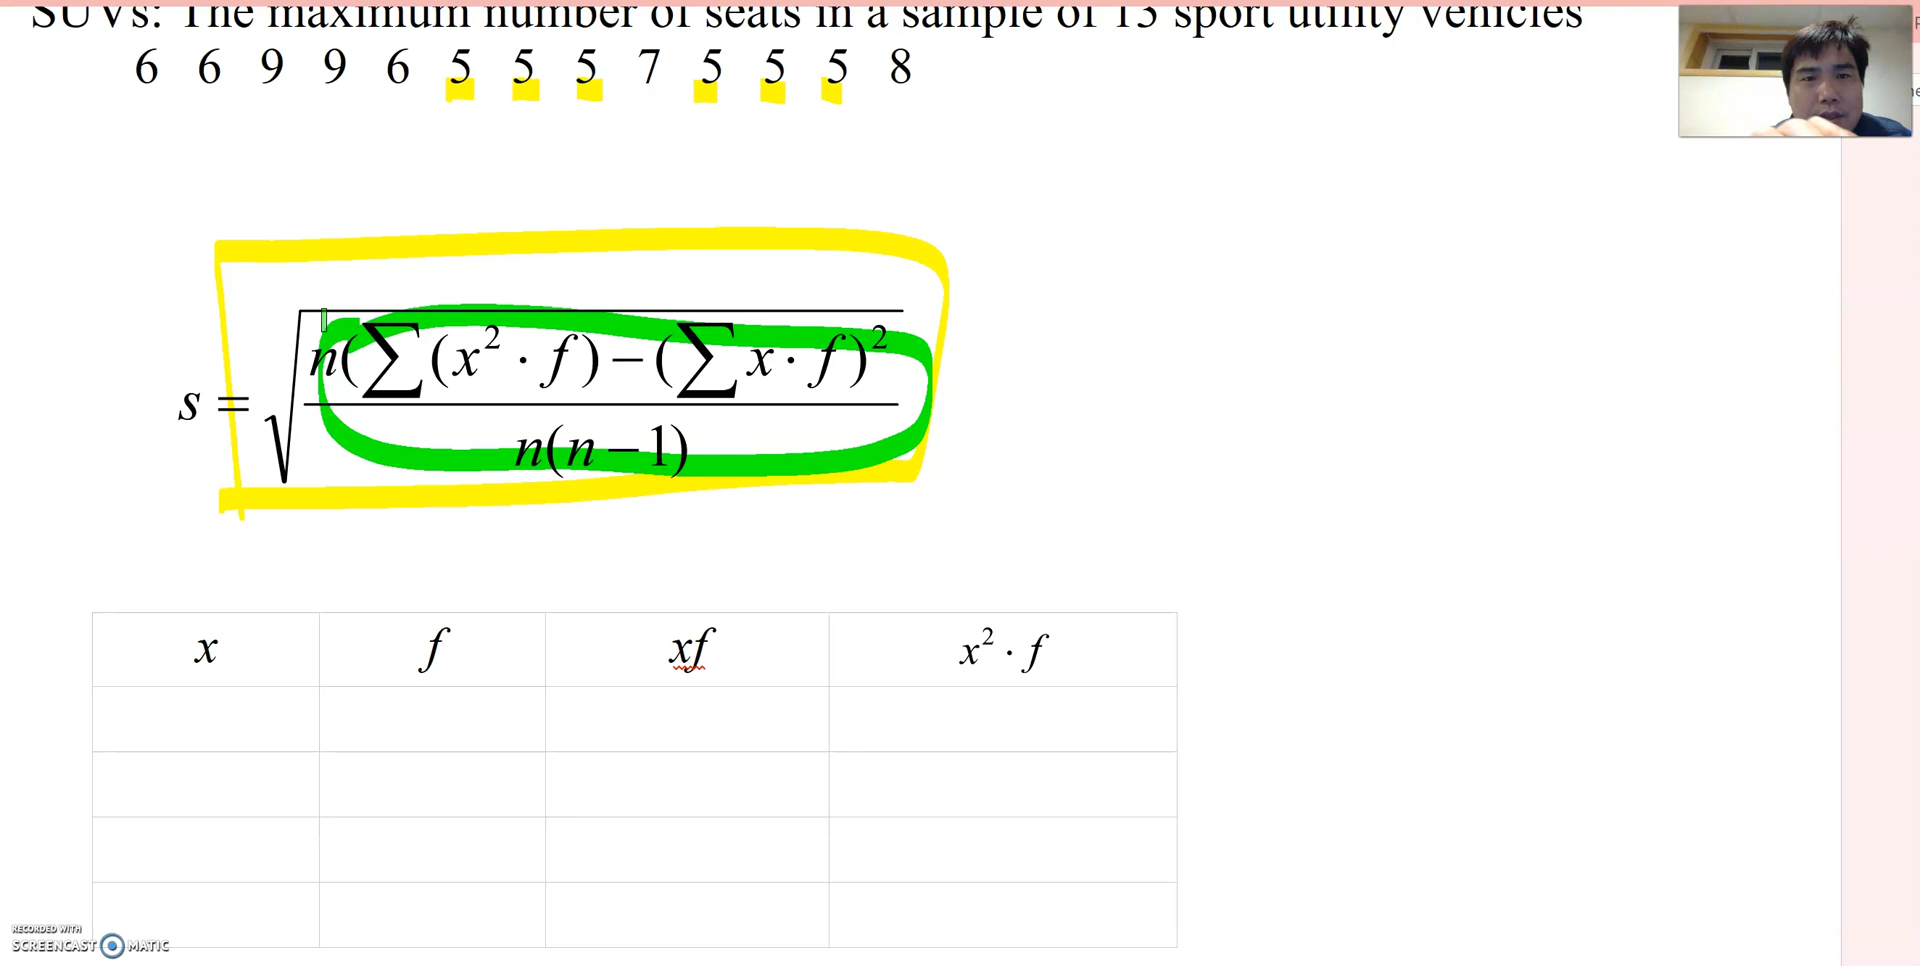 SUVs: The maximum number of seats in a sample of 13 sport utility vehicles
6 6 9 9 6 5 5 5 7 5 5 5 8
s = √(n(∑(x² · f) − (∑ x · f)² / n(n − 1))
x f xf x² · f
RECORDED WITH
SCREENCAST MATIC